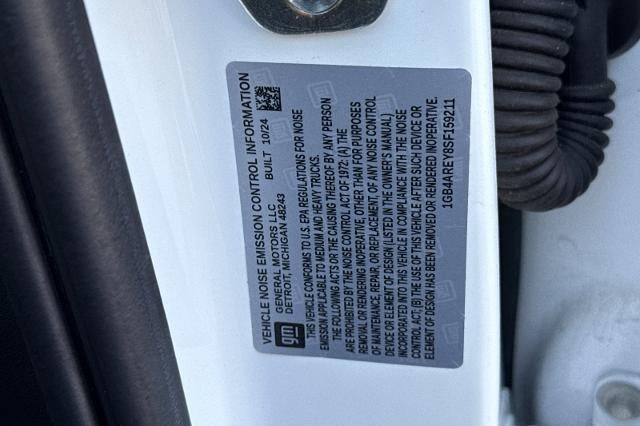 VEHICLE NOISE EMISSION CONTROL INFORMATION
gm
GENERAL MOTORS LLC BUILT 10/24
DETROIT, MICHIGAN 48243
THIS VEHICLE CONFORMS TO U.S. EPA REGULATIONS FOR NOISE
EMISSION APPLICABLE TO MEDIUM AND HEAVY TRUCKS.
THE FOLLOWING ACTS OR THE CAUSING THEREOF BY ANY PERSON
ARE PROHIBITED BY THE NOISE CONTROL ACT OF 1972: (A) THE
REMOVAL OR RENDERING INOPERATIVE, OTHER THAN FOR PURPOSES
OF MAINTENANCE, REPAIR, OR REPLACEMENT, OF ANY NOISE CONTROL
DEVICE OR ELEMENT OF DESIGN (LISTED IN THE OWNER'S MANUAL)
INCORPORATED INTO THIS VEHICLE IN COMPLIANCE WITH THE NOISE
CONTROL ACT; (B) THE USE OF THIS VEHICLE AFTER SUCH DEVICE OR
ELEMENT OF DESIGN HAS BEEN REMOVED OR RENDERED INOPERATIVE.
1GB4AREY8SF159211